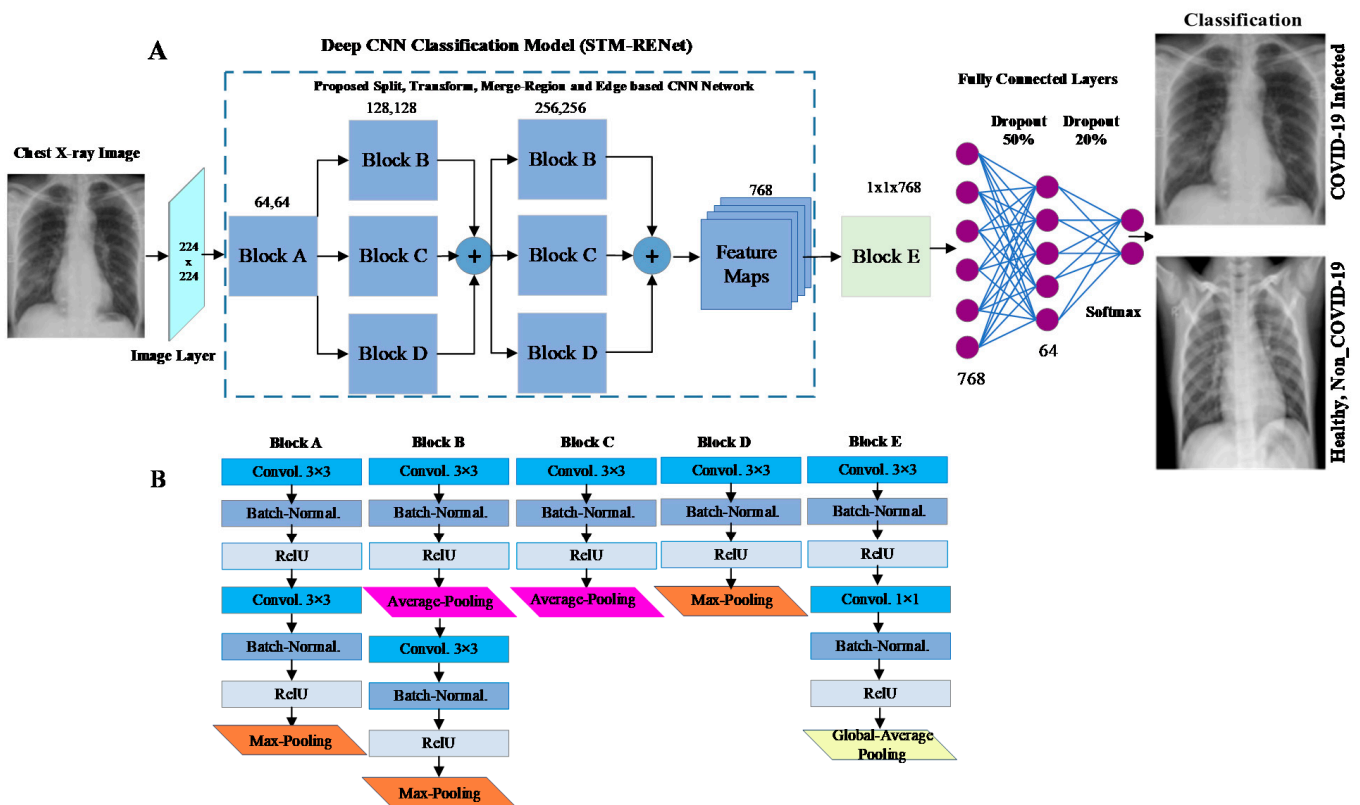 Classification
A
Deep CNN Classification Model (STM-RENet)
Proposed Split, Transform, Merge-Region and Edge based CNN Network
Chest X-ray Image
224
x
224
Image Layer
64,64
Block A
128,128
Block B
Block C
Block D
+
256,256
Block B
Block C
Block D
+
768
Feature
Maps
1x1x768
Block E
Fully Connected Layers
Dropout
50%
Dropout
20%
768
64
Softmax
COVID-19 Infected
Healthy, Non_COVID-19
B
Block A
Convol. 3×3
Batch-Normal.
RelU
Convol. 3×3
Batch-Normal.
RelU
Max-Pooling
Block B
Convol. 3×3
Batch-Normal.
RelU
Average-Pooling
Convol. 3×3
Batch-Normal.
RelU
Max-Pooling
Block C
Convol. 3×3
Batch-Normal.
RelU
Average-Pooling
Block D
Convol. 3×3
Batch-Normal.
RelU
Max-Pooling
Block E
Convol. 3×3
Batch-Normal.
RelU
Convol. 1×1
Batch-Normal.
RelU
Global-Average
Pooling